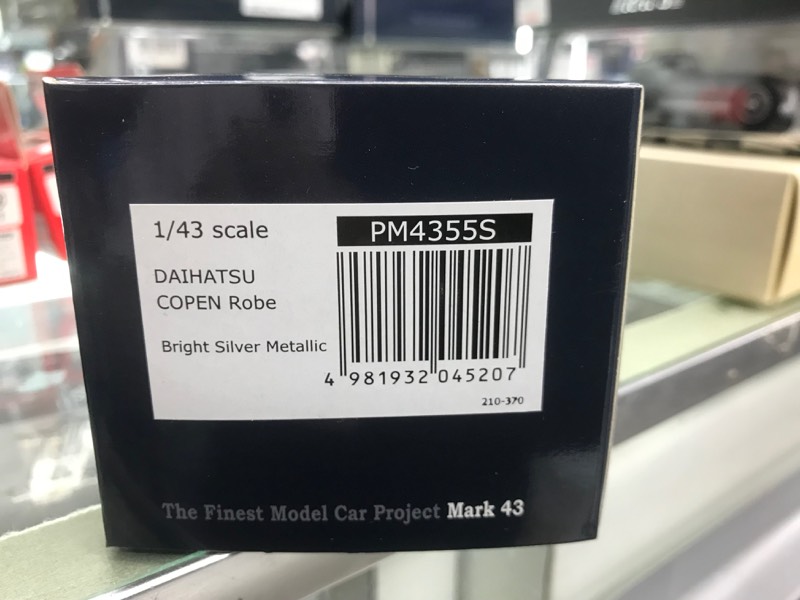 1/43 scale
PM4355S
DAIHATSU
COPEN Robe
Bright Silver Metallic
4 981932 045207
210-370
The Finest Model Car Project Mark 43